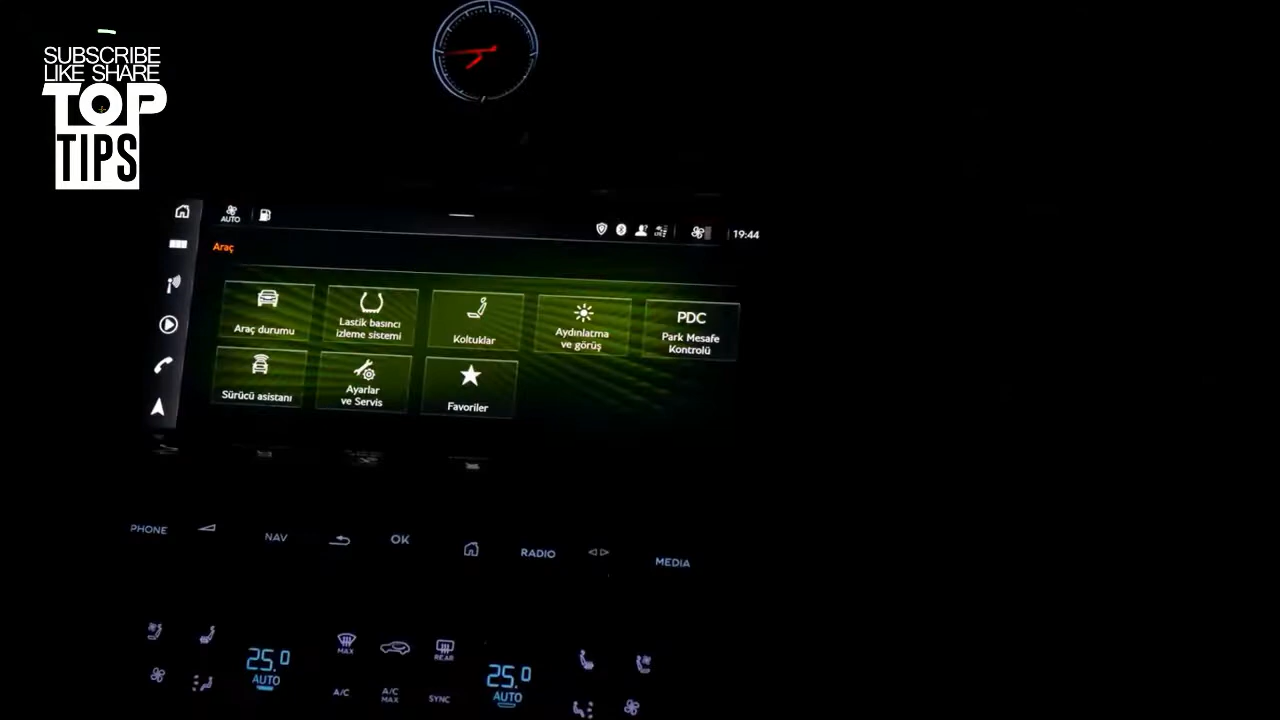 SUBSCRIBE
LIKE SHARE
TOP
TIPS
AUTO
19:44
Araç
Araç durumu
Lastik basıncı
izleme sistemi
Koltuklar
Aydınlatma
ve görüş
PDC
Park Mesafe
Kontrolü
Sürücü asistanı
Ayarlar
ve Servis
Favoriler
PHONE
NAV
OK
RADIO
MEDIA
MAX
REAR
25.0
AUTO
25.0
AUTO
A/C
A/C
MAX
SYNC